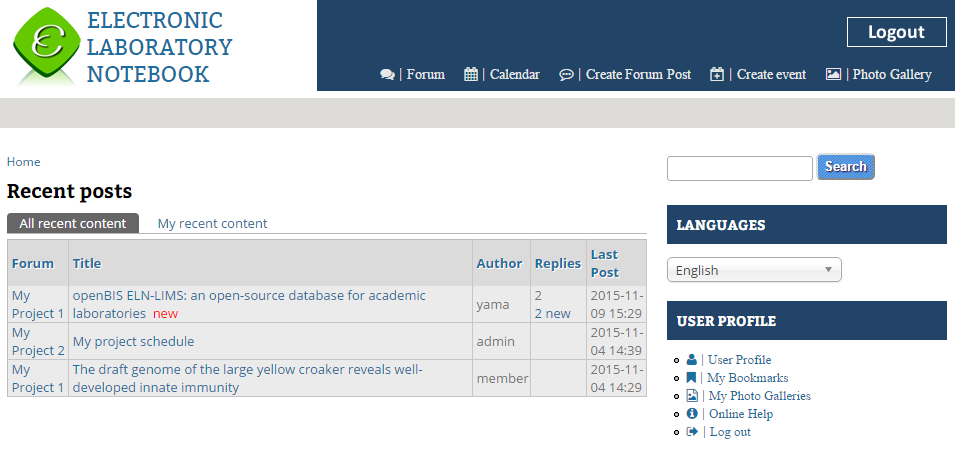 ELECTRONIC
LABORATORY
NOTEBOOK
Logout
| Forum | Calendar | Create Forum Post | Create event | Photo Gallery
Home
Search
Recent posts
All recent content My recent content
Forum Title Author Replies Last
Post
My
Project 1
openBIS ELN-LIMS: an open-source database for academic
laboratories new
yama
2
2 new
2015-11-
09 15:29
My
Project 2
My project schedule
admin
2015-11-
04 14:39
My
Project 1
The draft genome of the large yellow croaker reveals well-
developed innate immunity
member
2015-11-
04 14:29
LANGUAGES
English
USER PROFILE
| User Profile
| My Bookmarks
| My Photo Galleries
| Online Help
| Log out